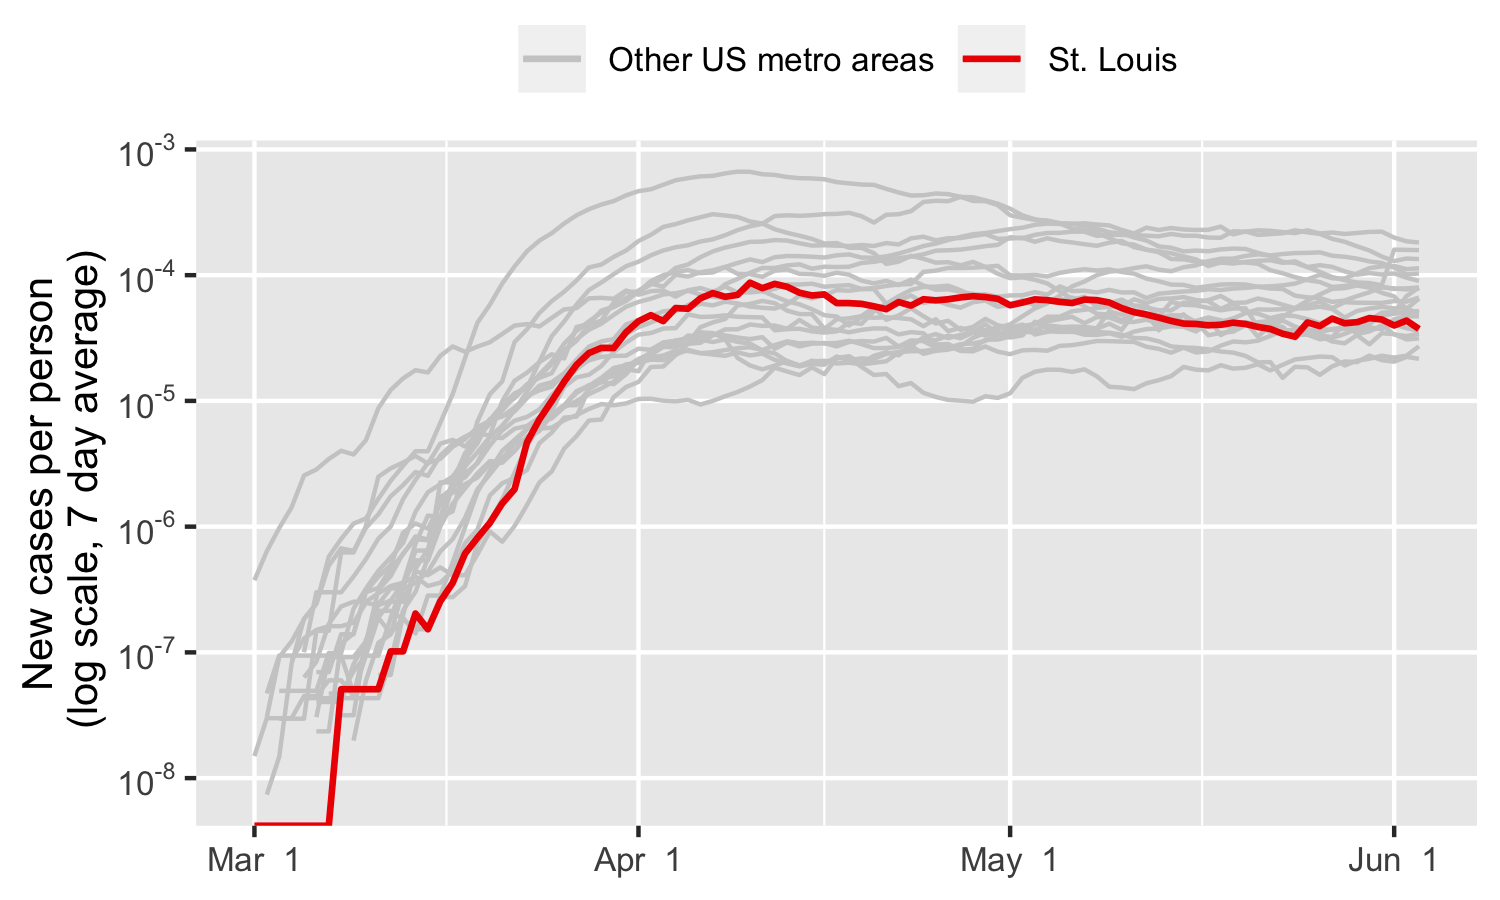 Other US metro areas
St. Louis
New cases per person
(log scale, 7 day average)
10⁻³
10⁻⁴
10⁻⁵
10⁻⁶
10⁻⁷
10⁻⁸
Mar 1
Apr 1
May 1
Jun 1